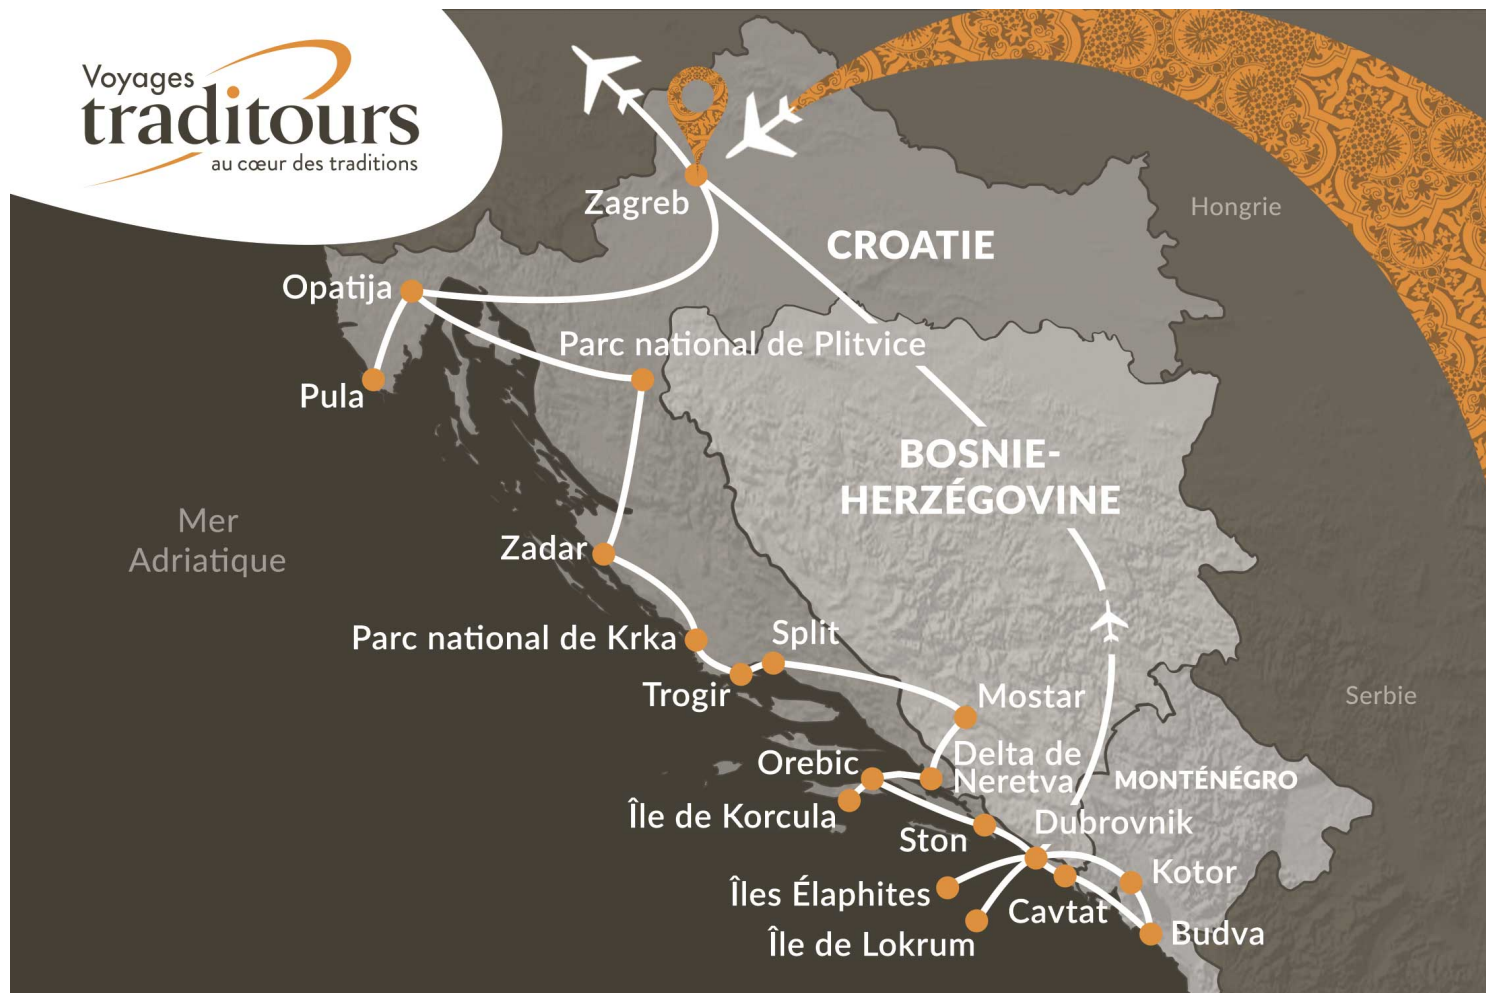 Voyages
traditours
au cœur des traditions
Zagreb
Hongrie
CROATIE
Opatija
Parc national de Plitvice
Pula
BOSNIE-
HERZÉGOVINE
Mer
Adriatique
Zadar
Parc national de Krka
Split
Trogir
Mostar
Serbie
Orebic
Delta de
Neretva
MONTÉNÉGRO
Île de Korcula
Dubrovnik
Ston
Kotor
Îles Élaphites
Cavtat
Budva
Île de Lokrum